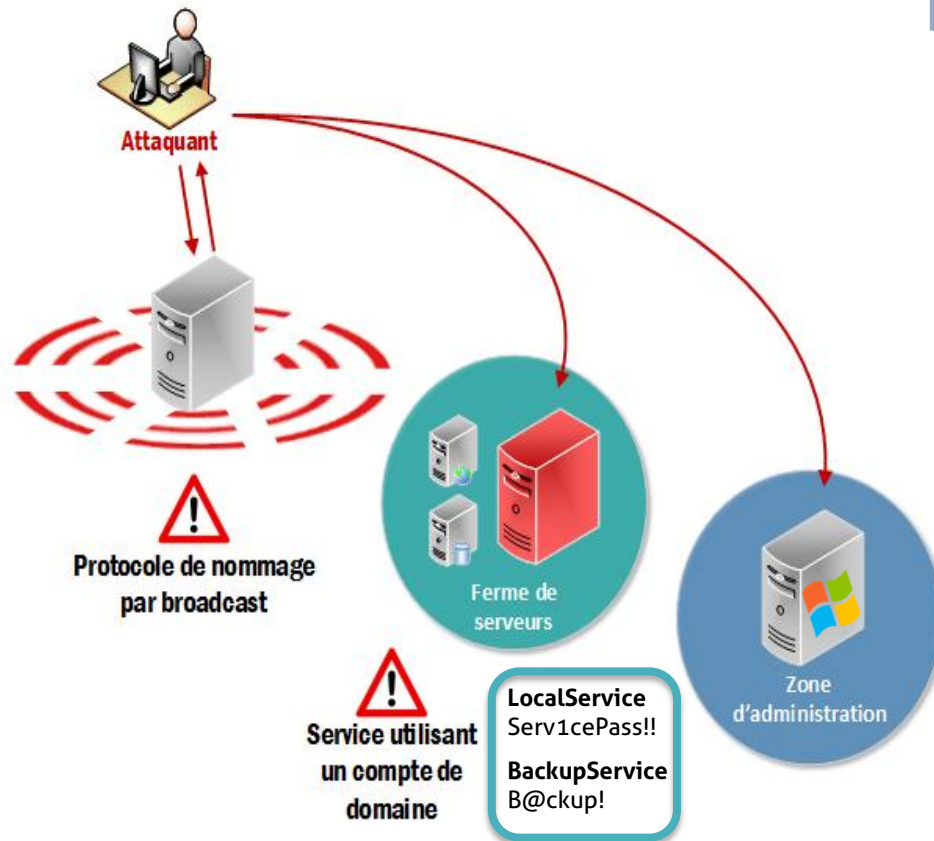 Attaquant
Protocole de nommage
par broadcast
Ferme de
serveurs
Zone
d'administration
Service utilisant
un compte de
domaine
LocalService
Serv1cePass!!
BackupService
B@ckup!